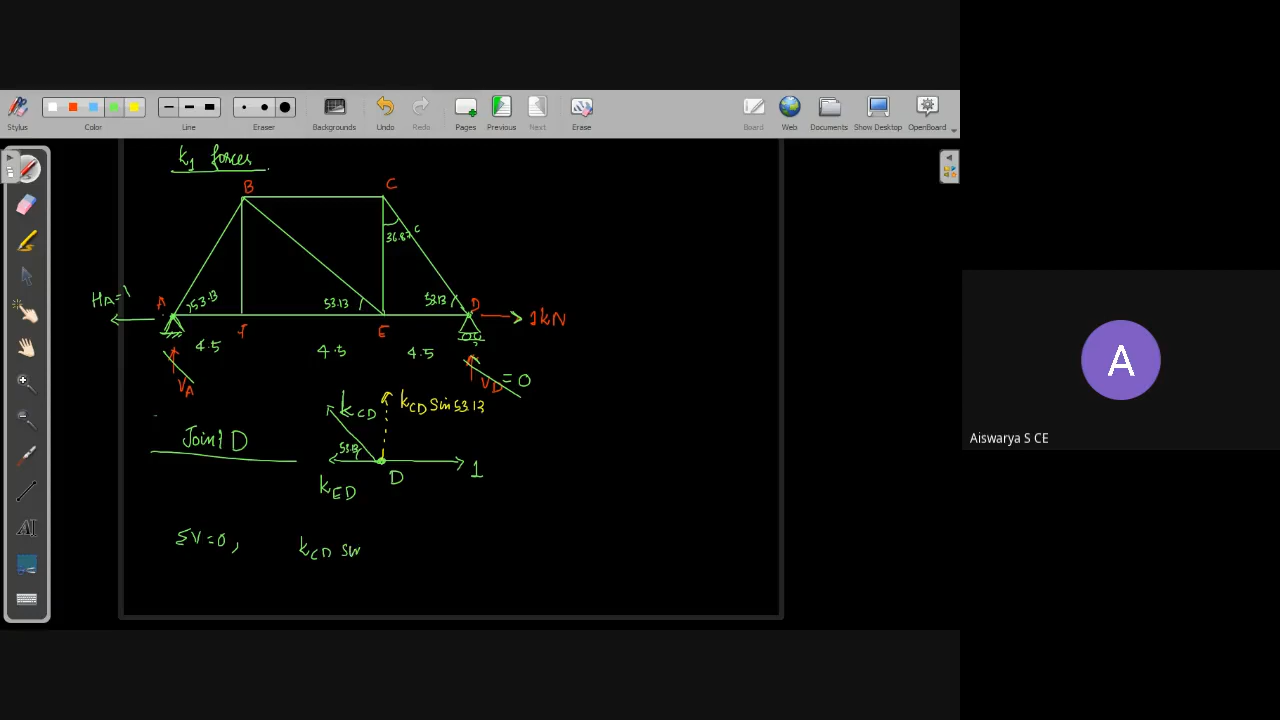 Stylus
Color
Line
Eraser
Backgrounds
Undo
Redo
Pages
Previous
Next
Erase
Board
Web
Documents
Show Desktop
OpenBoard
k1 forces
B
C
36.87
c
HA=1
A
53.13
53.13
53.13
D
1kN
F
E
4.5
4.5
4.5
VA
VD = 0
kCD
kCD Sin 53.13
Joint D
53.13
1
kED
D
ΣV=0,
kCD sin
A
Aiswarya S CE